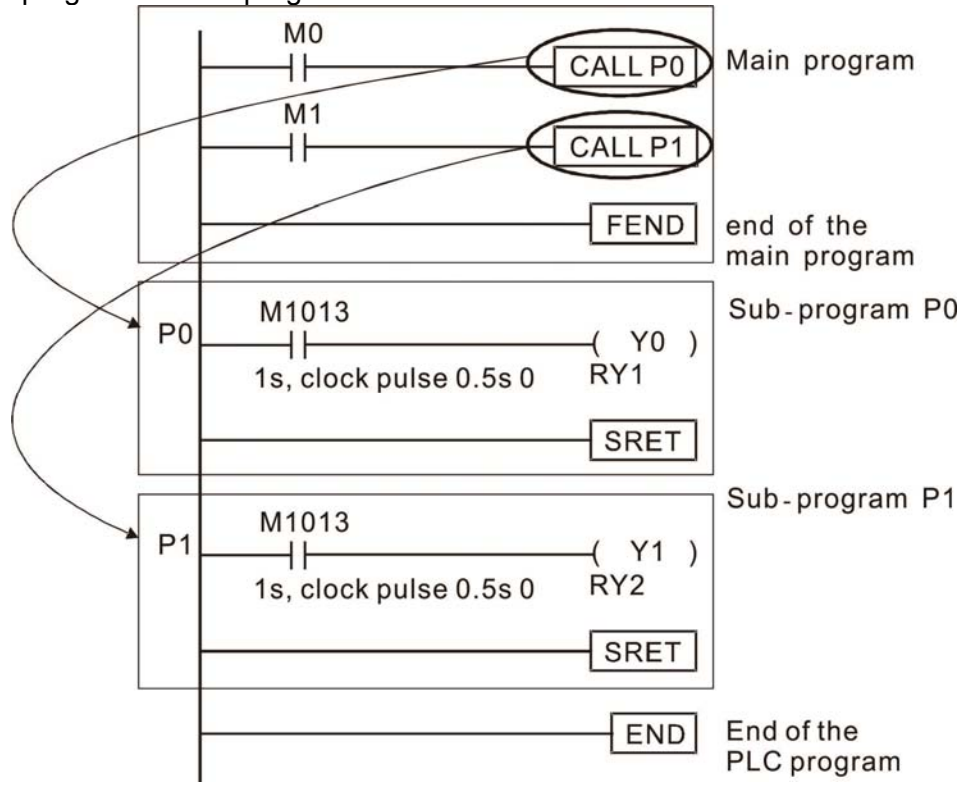 M0
CALL P0
Main program
M1
CALL P1
FEND
end of the
main program
Sub-program P0
P0
M1013
( Y0 )
1s, clock pulse 0.5s 0
RY1
SRET
Sub-program P1
P1
M1013
( Y1 )
1s, clock pulse 0.5s 0
RY2
SRET
END
End of the
PLC program